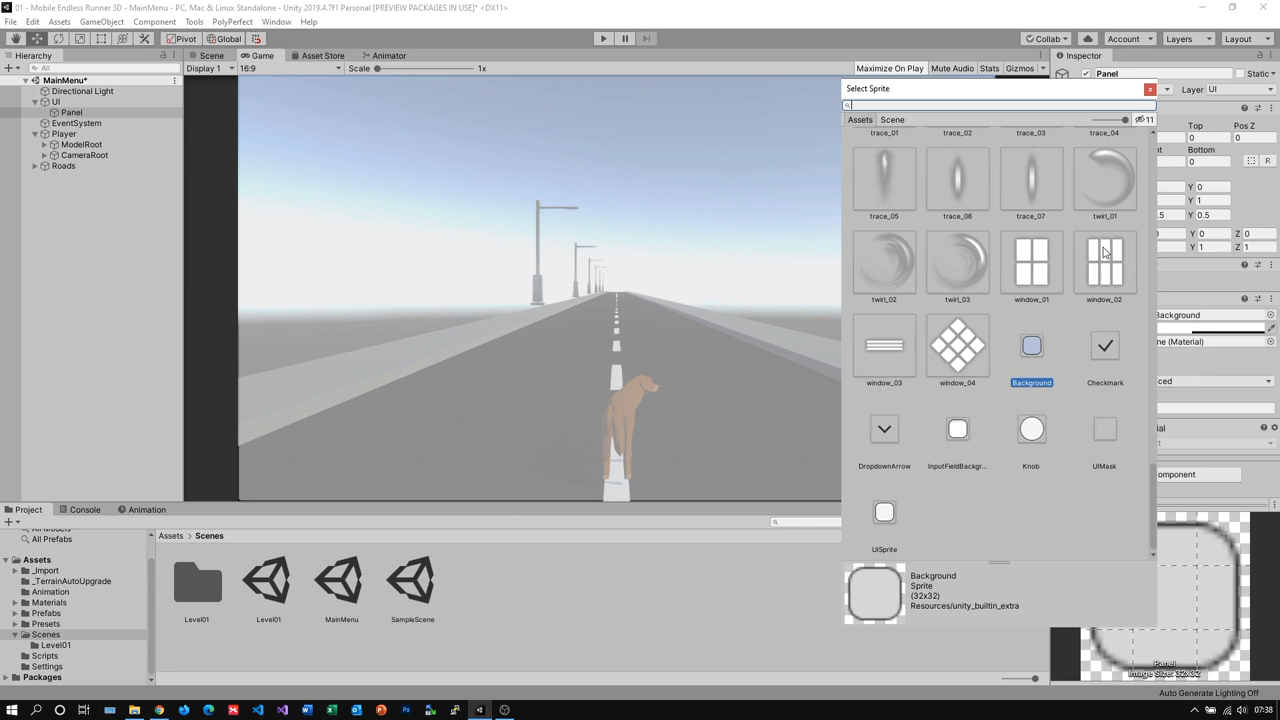 01 - Mobile Endless Runner 3D - MainMenu - PC, Mac & Linux Standalone - Unity 2019.4.7f1 Personal [PREVIEW PACKAGES IN USE]* <DX11>
File Edit Assets GameObject Component Tools PolyPerfect Window Help
Pivot Global Collab Account Layers Layout
Hierarchy Scene Game Asset Store Animator Inspector
All Display 1 16:9 Scale 1x Maximize On Play Mute Audio Stats Gizmos
MainMenu*
Directional Light
UI
Panel
EventSystem
Player
ModelRoot
CameraRoot
Roads
Panel Static
Layer UI
Top Pos Z
0 0
Bottom
0 R
Y 0
Y 1
.5 Y 0.5
Y 0 Z 0
Y 1 Z 1
Background
ne (Material)
ced
omponent
Select Sprite
Assets Scene 11
trace_01 trace_02 trace_03 trace_04
trace_05 trace_06 trace_07 twirl_01
twirl_02 twirl_03 window_01 window_02
window_03 window_04 Background Checkmark
DropdownArrow InputFieldBackgr... Knob UIMask
UISprite
Background
Sprite
(32x32)
Resources/unity_builtin_extra
Project Console Animation
All Models
All Prefabs
Assets
_Import
_TerrainAutoUpgrade
Animation
Materials
Prefabs
Presets
Scenes
Level01
Scripts
Settings
Packages
Assets > Scenes
Level01 Level01 MainMenu SampleScene
Panel
Image Size: 32x32
Auto Generate Lighting Off
07:38